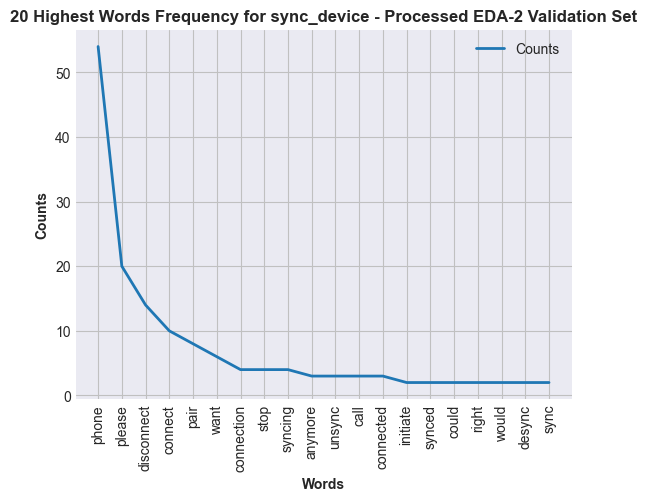 20 Highest Words Frequency for sync_device - Processed EDA-2 Validation Set
Counts
50
40
30
20
10
0
Counts
phone
please
disconnect
connect
pair
want
connection
stop
syncing
anymore
unsync
call
connected
initiate
synced
could
right
would
desync
sync
Words